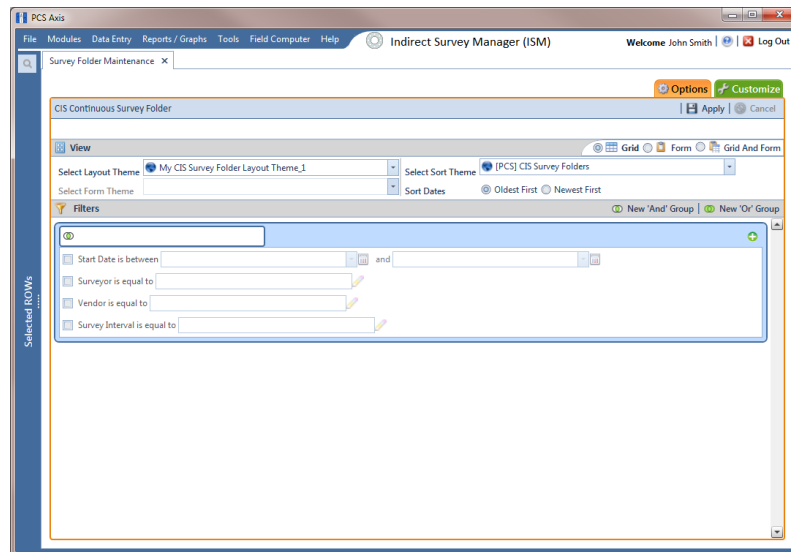 PCS Axis
File Modules Data Entry Reports / Graphs Tools Field Computer Help Indirect Survey Manager (ISM) Welcome John Smith | ? | Log Out
Survey Folder Maintenance X
Options Customize
CIS Continuous Survey Folder | Apply | Cancel
View Grid Form Grid And Form
Select Layout Theme My CIS Survey Folder Layout Theme_1 Select Sort Theme [PCS] CIS Survey Folders
Select Form Theme Sort Dates Oldest First Newest First
Filters New 'And' Group | New 'Or' Group
Start Date is between and
Surveyor is equal to
Vendor is equal to
Survey Interval is equal to
Selected ROWs